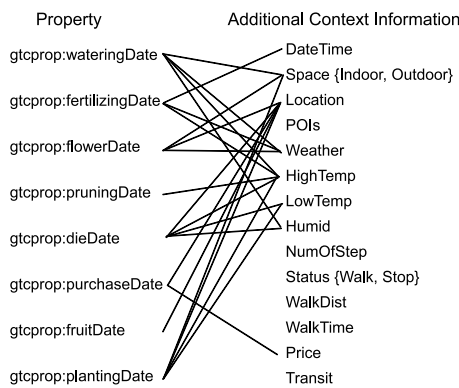 Property
gtcprop:wateringDate
gtcprop:fertilizingDate
gtcprop:flowerDate
gtcprop:pruningDate
gtcprop:dieDate
gtcprop:purchaseDate
gtcprop:fruitDate
gtcprop:plantingDate
Additional Context Information
DateTime
Space {Indoor, Outdoor}
Location
POIs
Weather
HighTemp
LowTemp
Humid
NumOfStep
Status {Walk, Stop}
WalkDist
WalkTime
Price
Transit